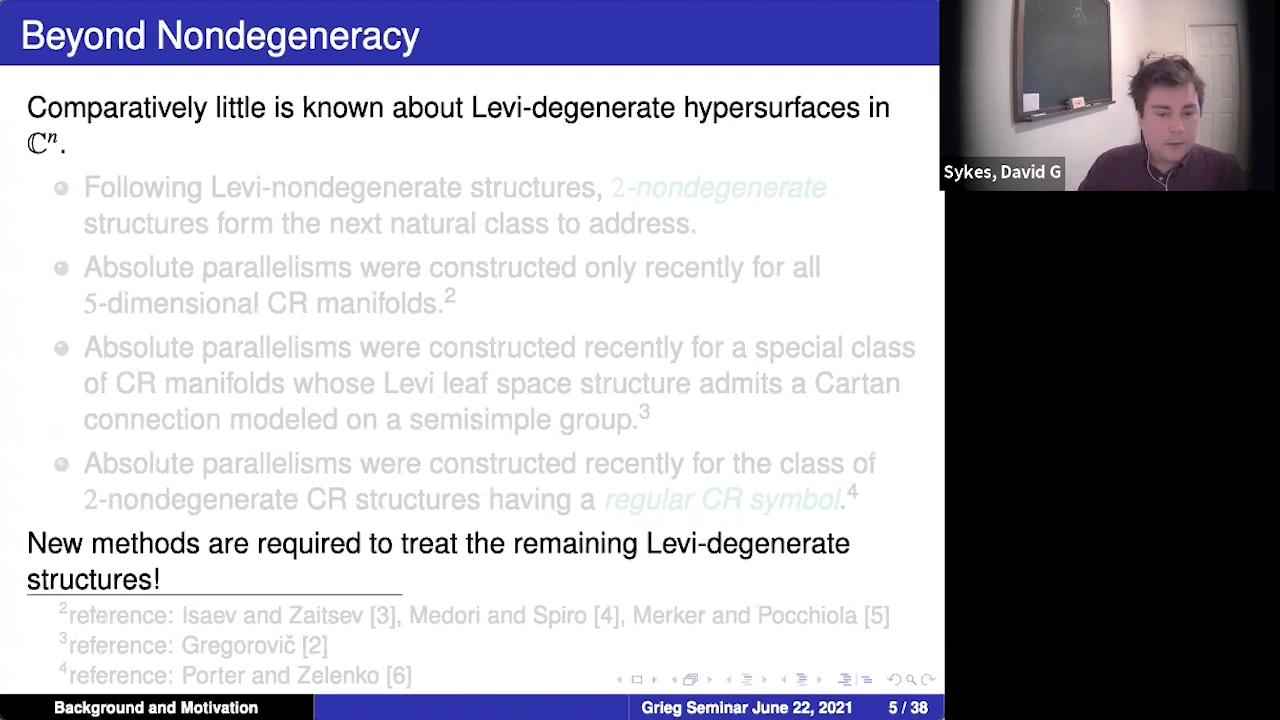 Beyond Nondegeneracy
Comparatively little is known about Levi-degenerate hypersurfaces in
ℂⁿ.
Following Levi-nondegenerate structures, 2-nondegenerate
structures form the next natural class to address.
Absolute parallelisms were constructed only recently for all
5-dimensional CR manifolds.²
Absolute parallelisms were constructed recently for a special class
of CR manifolds whose Levi leaf space structure admits a Cartan
connection modeled on a semisimple group.³
Absolute parallelisms were constructed recently for the class of
2-nondegenerate CR structures having a regular CR symbol.⁴
New methods are required to treat the remaining Levi-degenerate
structures!
²reference: Isaev and Zaitsev [3], Medori and Spiro [4], Merker and Pocchiola [5]
³reference: Gregorovič [2]
⁴reference: Porter and Zelenko [6]
Background and Motivation
Grieg Seminar June 22, 2021
5 / 38
Sykes, David G